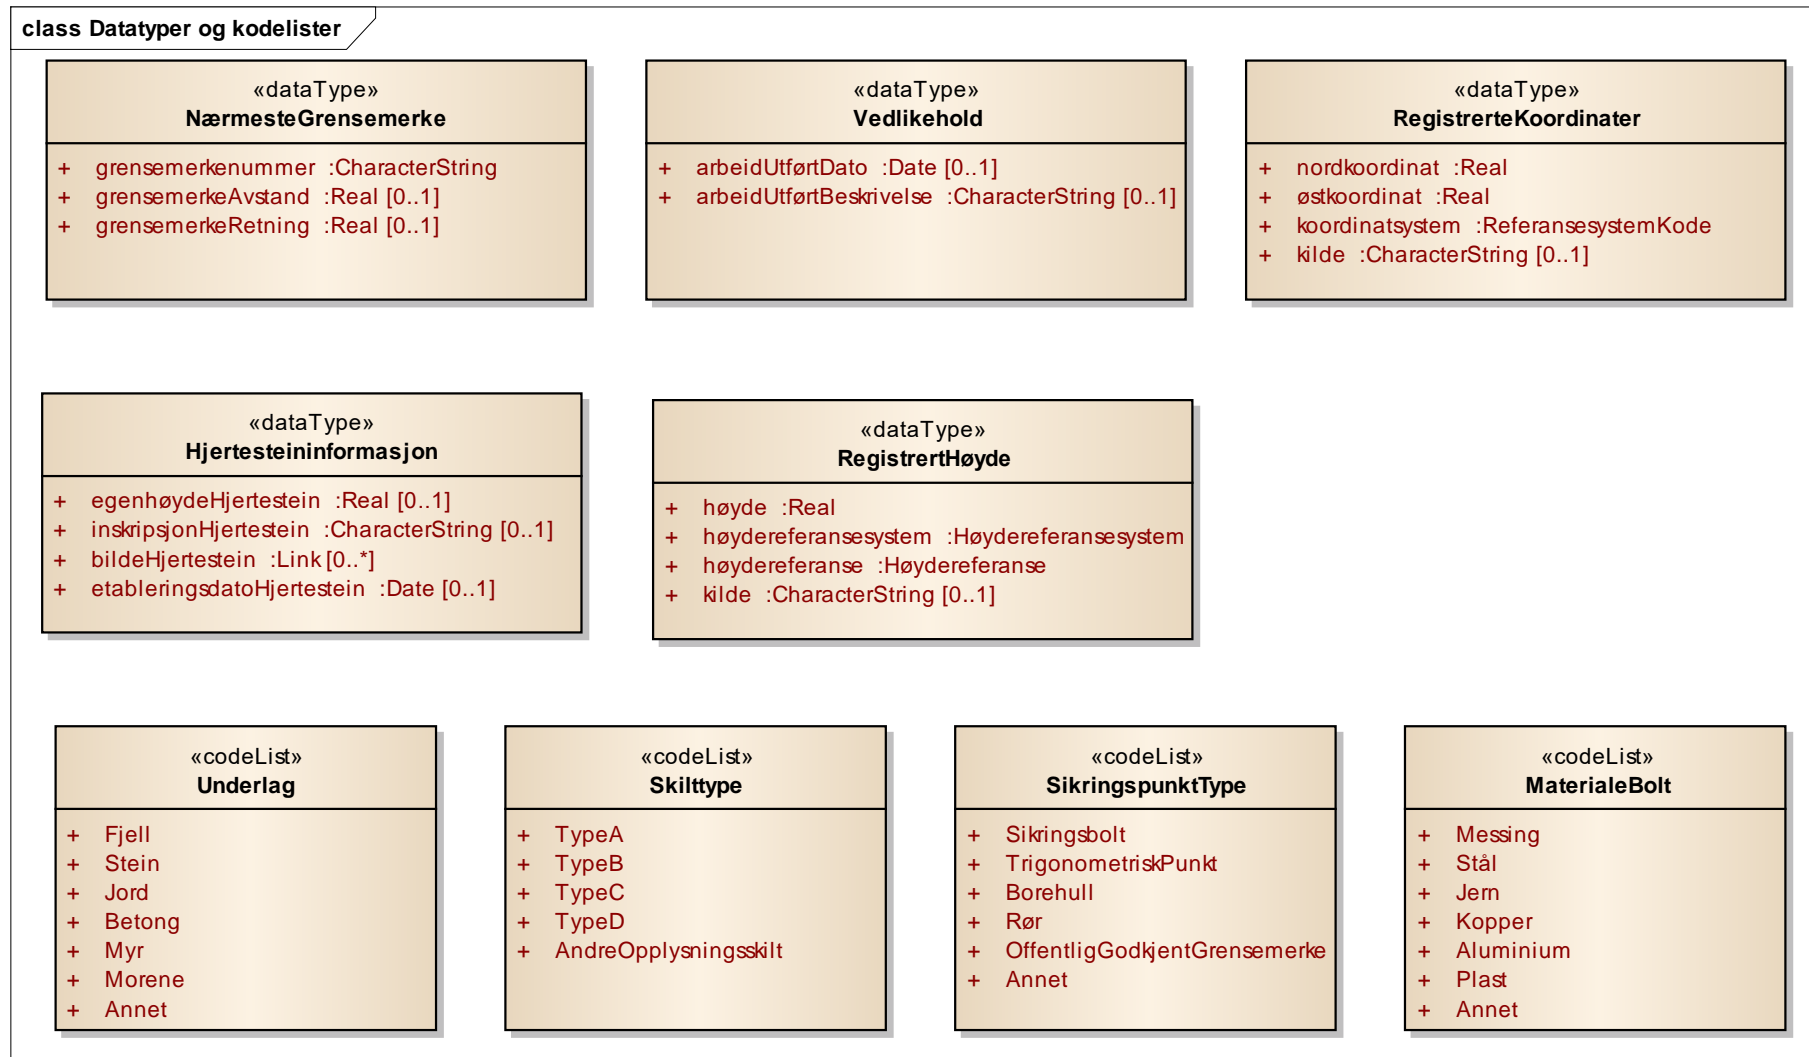 class Datatyper og kodelister
«dataType»
NærmesteGrensemerke
+ grensemerkenummer :CharacterString
+ grensemerkeAvstand :Real [0..1]
+ grensemerkeRetning :Real [0..1]
«dataType»
Vedlikehold
+ arbeidUtførtDato :Date [0..1]
+ arbeidUtførtBeskrivelse :CharacterString [0..1]
«dataType»
RegistrerteKoordinater
+ nordkoordinat :Real
+ østkoordinat :Real
+ koordinatsystem :ReferansesystemKode
+ kilde :CharacterString [0..1]
«dataType»
Hjertesteininformasjon
+ egenhøydeHjertestein :Real [0..1]
+ inskripsjonHjertestein :CharacterString [0..1]
+ bildeHjertestein :Link [0..*]
+ etableringsdatoHjertestein :Date [0..1]
«dataType»
RegistrertHøyde
+ høyde :Real
+ høydereferansesystem :Høydereferansesystem
+ høydereferanse :Høydereferanse
+ kilde :CharacterString [0..1]
«codeList»
Underlag
+ Fjell
+ Stein
+ Jord
+ Betong
+ Myr
+ Morene
+ Annet
«codeList»
Skilttype
+ TypeA
+ TypeB
+ TypeC
+ TypeD
+ AndreOpplysningsskilt
«codeList»
SikringspunktType
+ Sikringsbolt
+ TrigonometriskPunkt
+ Borehull
+ Rør
+ OffentligGodkjentGrensemerke
+ Annet
«codeList»
MaterialeBolt
+ Messing
+ Stål
+ Jern
+ Kopper
+ Aluminium
+ Plast
+ Annet